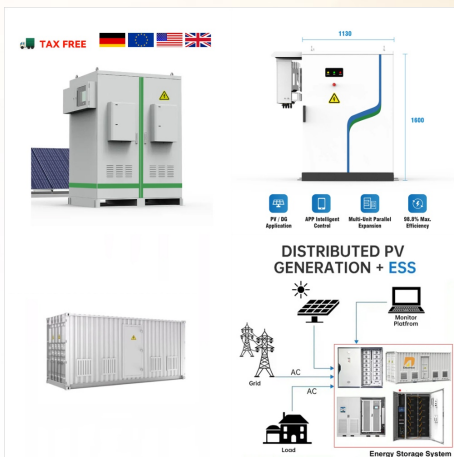 TAX FREE
1130
1600
PV / DG
Application
APP Intelligent
Control
Multi-Unit Parallel
Expansion
98.8% Max.
Efficiency
DISTRIBUTED PV
GENERATION + ESS
Monitor
Plotfrom
Grid
AC
AC
Load
Energy Storage System